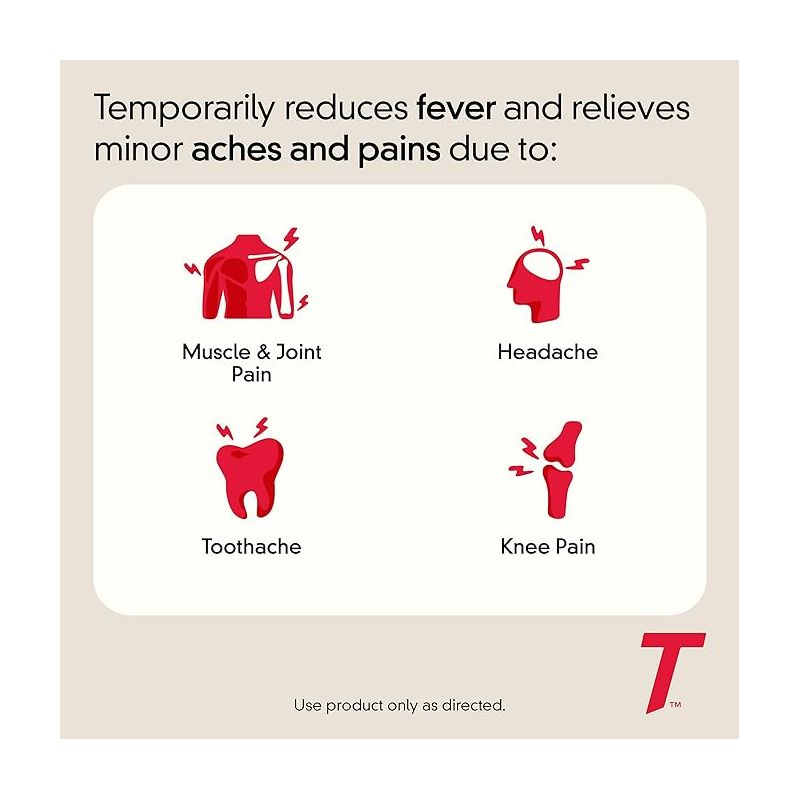 Temporarily reduces fever and relieves
minor aches and pains due to:
Muscle & Joint
Pain
Headache
Toothache
Knee Pain
Use product only as directed.
T™